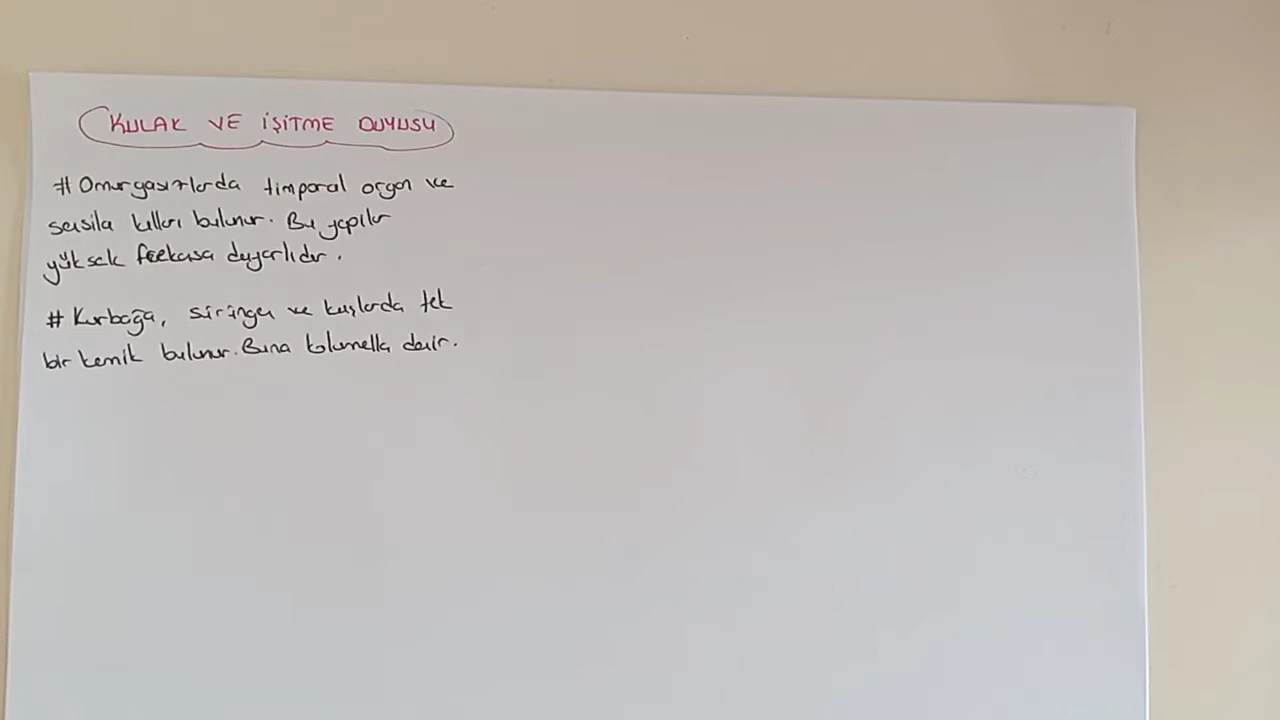 KULAK VE İŞİTME DUYUSU
# Omurgasızlarda timpanal organ ve
sensila kılları bulunur. Bu yapılar
yüksek frekansa duyarlıdır.
# Kurbağa, sürüngen ve kuşlarda tek
bir kemik bulunur. Buna kolumella denir.